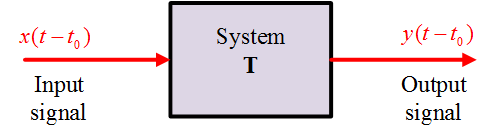 x(t − t₀)
System
T
y(t − t₀)
Input
signal
Output
signal